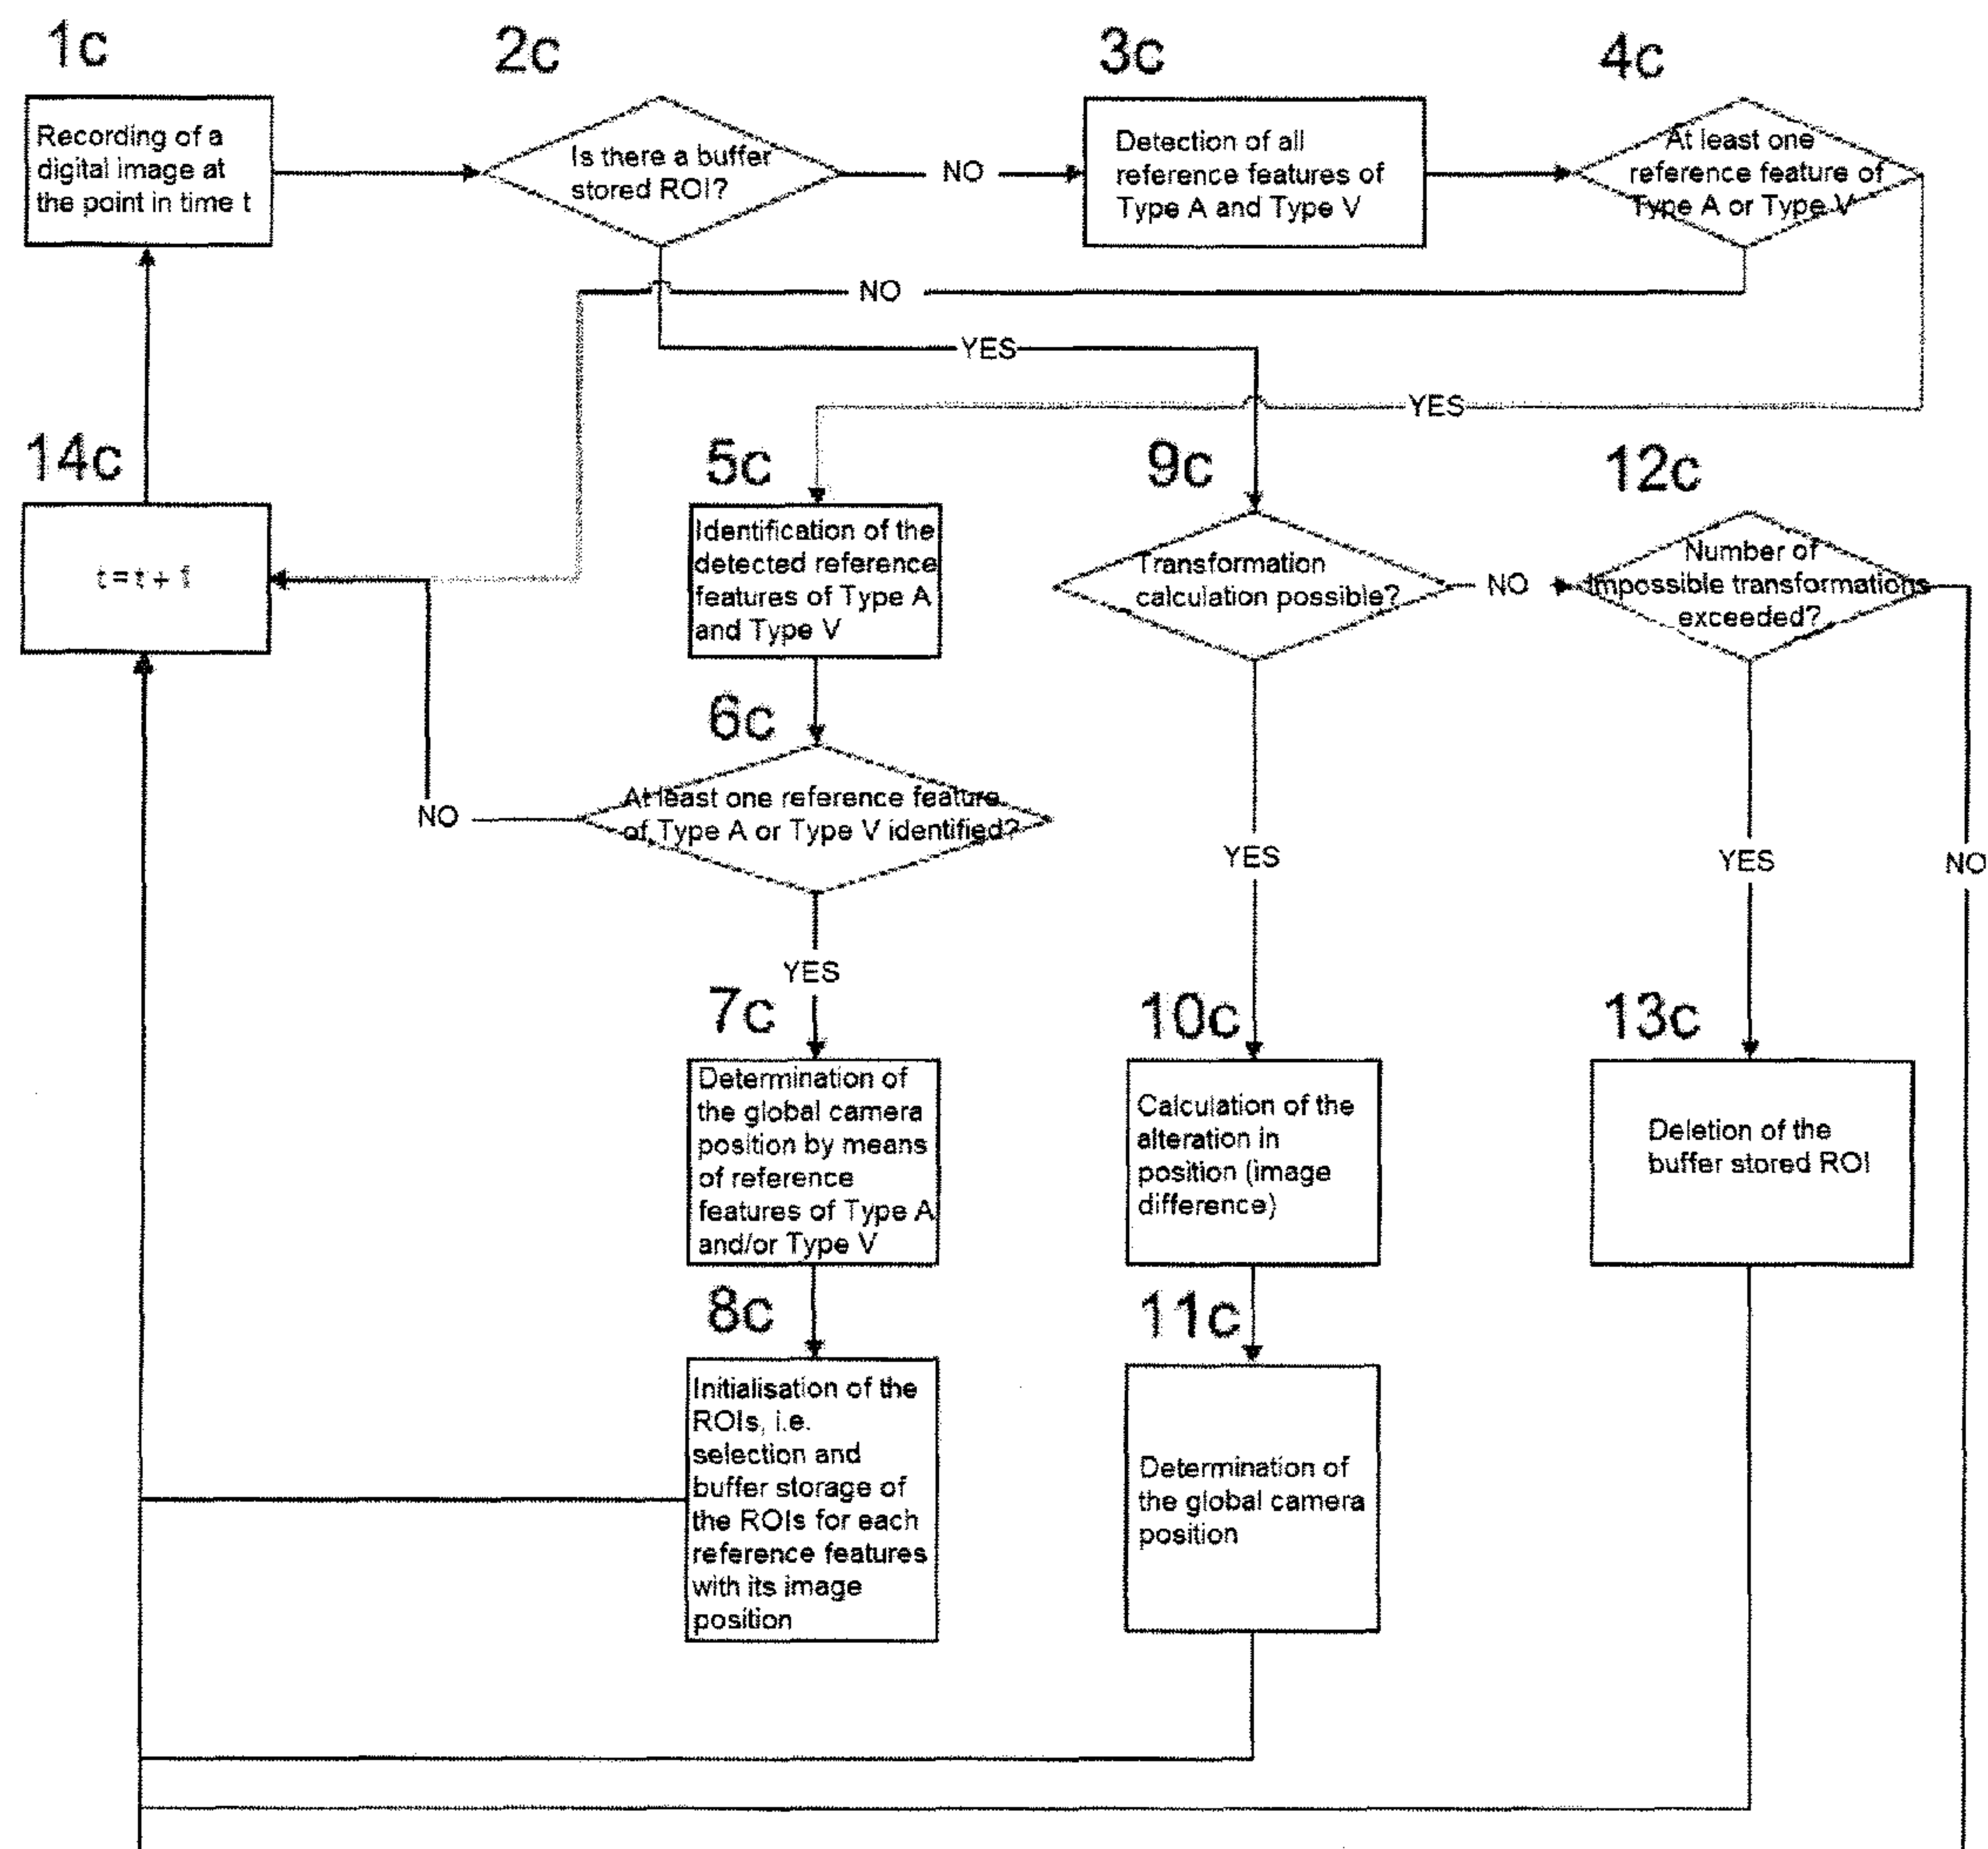 1c
Recording of a
digital image at
the point in time t
2c
Is there a buffer
stored ROI?
NO
3c
Detection of all
reference features of
Type A and Type V
4c
At least one
reference feature of
Type A or Type V
NO
YES
YES
14c
t = t + 1
5c
Identification of the
detected reference
features of Type A
and Type V
9c
Transformation
calculation possible?
NO
12c
Number of
impossible transformations
exceeded?
6c
At least one reference feature
of Type A or Type V identified?
NO
YES
YES
YES
NO
7c
Determination of
the global camera
position by means
of reference
features of Type A
and/or Type V
10c
Calculation of the
alteration in
position (image
difference)
13c
Deletion of the
buffer stored ROI
8c
Initialisation of the
ROIs, i.e.
selection and
buffer storage of
the ROIs for each
reference features
with its image
position
11c
Determination of
the global camera
position